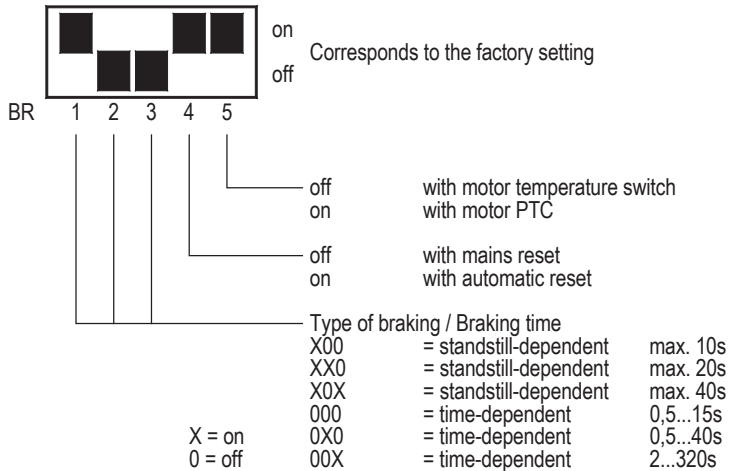 on
Corresponds to the factory setting
off
BR 1 2 3 4 5
off with motor temperature switch
on with motor PTC
off with mains reset
on with automatic reset
Type of braking / Braking time
X00 = standstill-dependent max. 10s
XX0 = standstill-dependent max. 20s
X0X = standstill-dependent max. 40s
000 = time-dependent 0,5...15s
X = on 0X0 = time-dependent 0,5...40s
0 = off 00X = time-dependent 2...320s